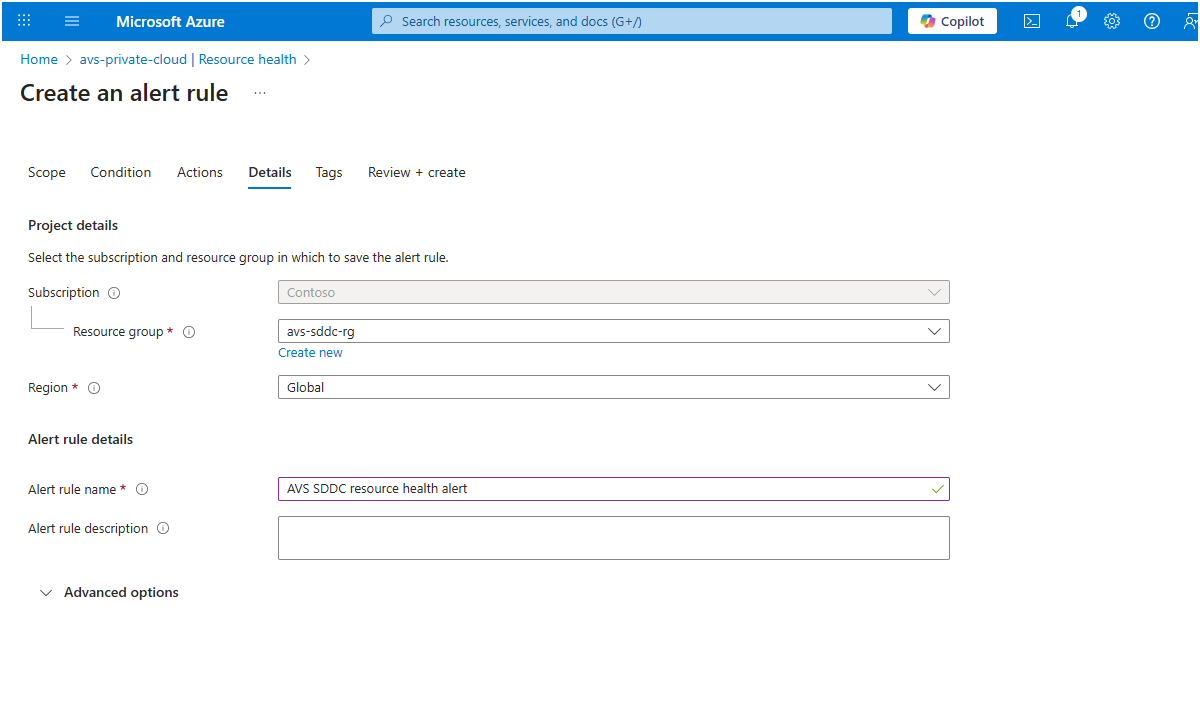 Microsoft Azure
Search resources, services, and docs (G+/)
Copilot
1
Home > avs-private-cloud | Resource health >
Create an alert rule ...
Scope Condition Actions Details Tags Review + create
Project details
Select the subscription and resource group in which to save the alert rule.
Subscription Contoso
Resource group * avs-sddc-rg
Create new
Region * Global
Alert rule details
Alert rule name * AVS SDDC resource health alert
Alert rule description
Advanced options